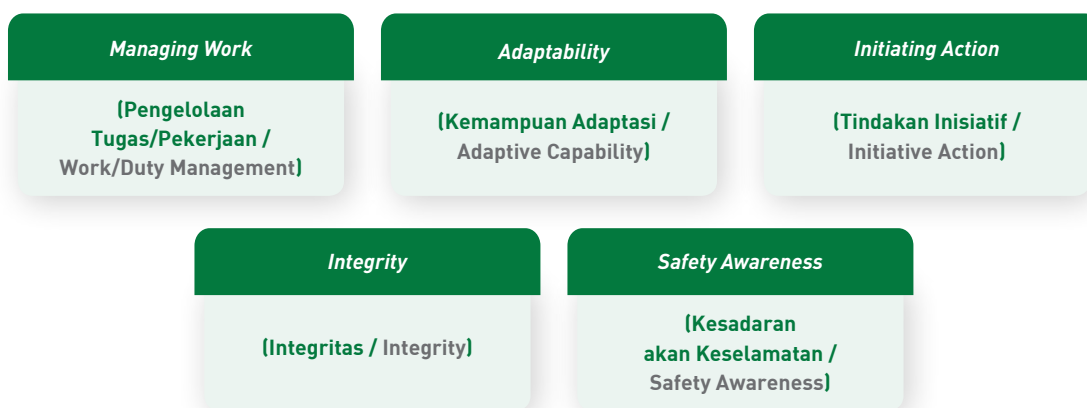 Managing Work
(Pengelolaan
Tugas/Pekerjaan /
Work/Duty Management)
Adaptability
(Kemampuan Adaptasi /
Adaptive Capability)
Initiating Action
(Tindakan Inisiatif /
Initiative Action)
Integrity
(Integritas / Integrity)
Safety Awareness
(Kesadaran
akan Keselamatan /
Safety Awareness)